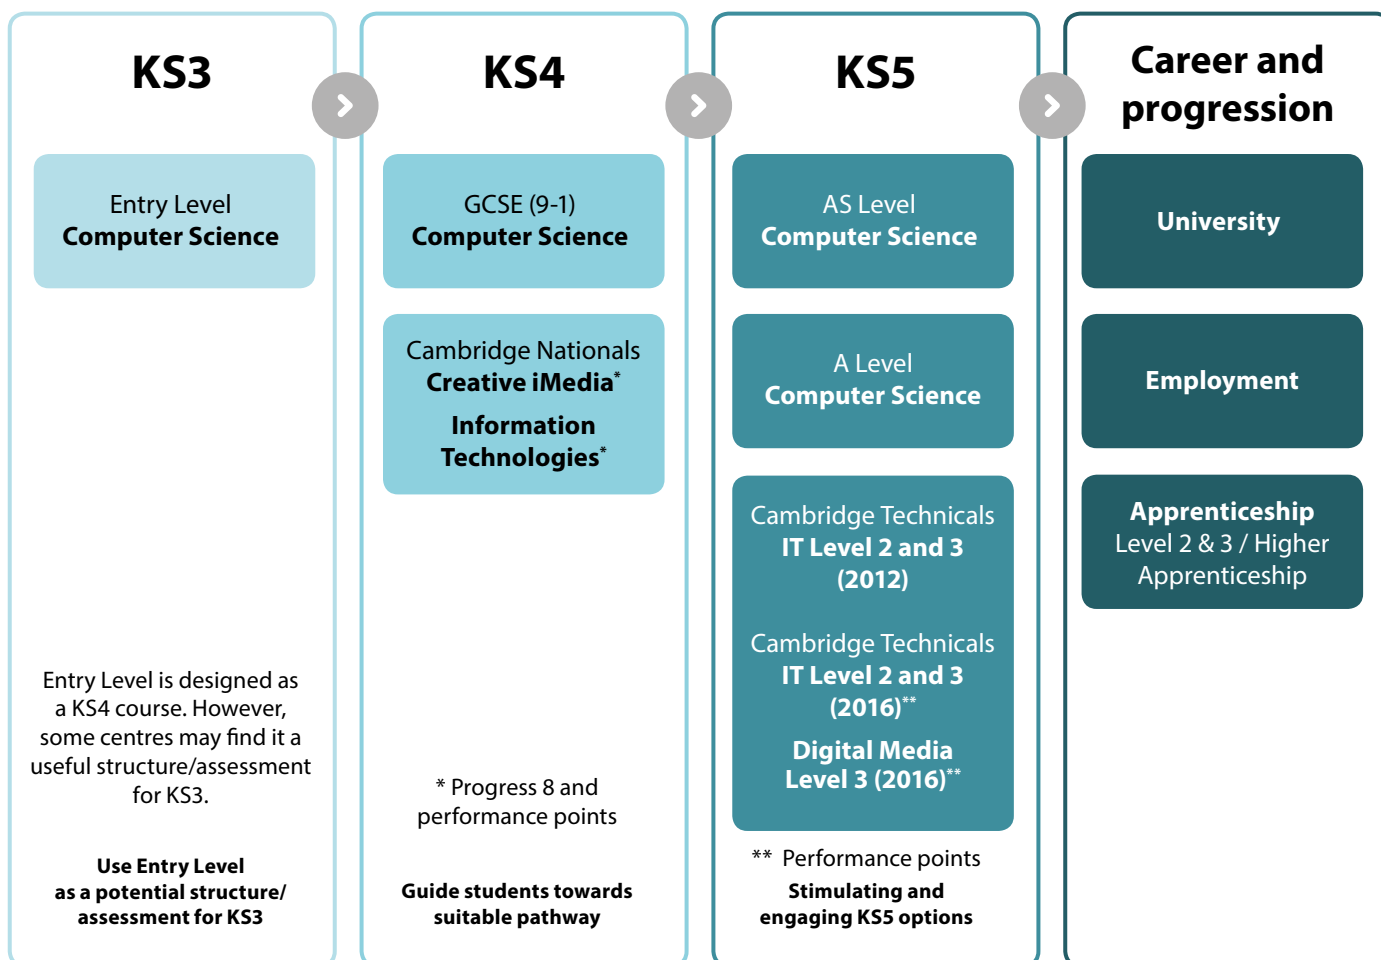 KS3
Entry Level
Computer Science
Entry Level is designed as
a KS4 course. However,
some centres may find it a
useful structure/assessment
for KS3.
Use Entry Level
as a potential structure/
assessment for KS3
KS4
GCSE (9-1)
Computer Science
Cambridge Nationals
Creative iMedia*
Information
Technologies*
* Progress 8 and
performance points
Guide students towards
suitable pathway
KS5
AS Level
Computer Science
A Level
Computer Science
Cambridge Technicals
IT Level 2 and 3
(2012)
Cambridge Technicals
IT Level 2 and 3
(2016)**
Digital Media
Level 3 (2016)**
** Performance points
Stimulating and
engaging KS5 options
Career and
progression
University
Employment
Apprenticeship
Level 2 & 3 / Higher
Apprenticeship